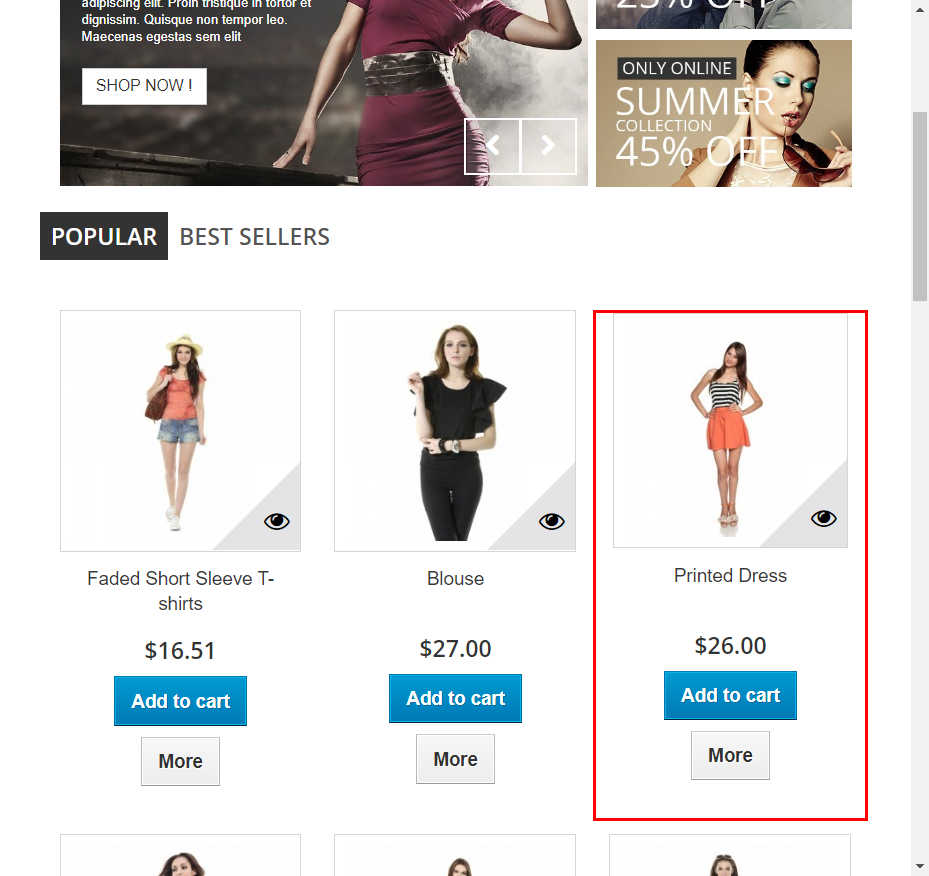 adipiscing elit. Proin tristique in tortor et
dignissim. Quisque non tempor leo.
Maecenas egestas sem elit
SHOP NOW !
25% OFF
ONLY ONLINE
SUMMER
COLLECTION
45% OFF
POPULAR
BEST SELLERS
Faded Short Sleeve T-
shirts
$16.51
Add to cart
More
Blouse
$27.00
Add to cart
More
Printed Dress
$26.00
Add to cart
More